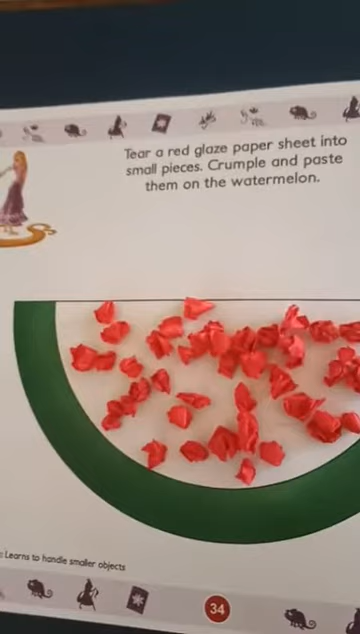 Tear a red glaze paper sheet into
small pieces. Crumple and paste
them on the watermelon.
: Learns to handle smaller objects
34